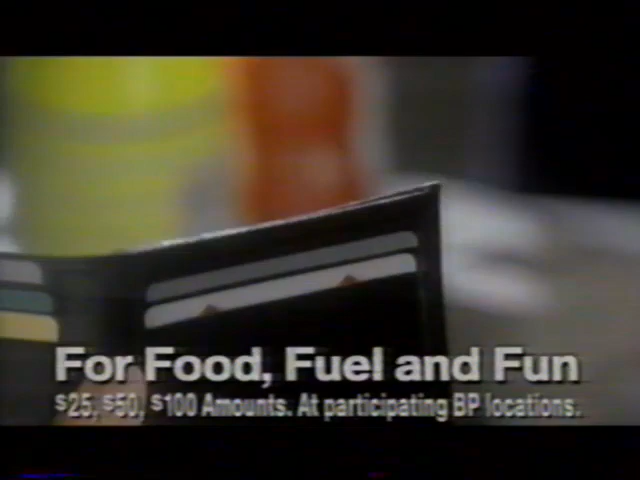 For Food, Fuel and Fun
$25, $50, $100 Amounts. At participating BP locations.